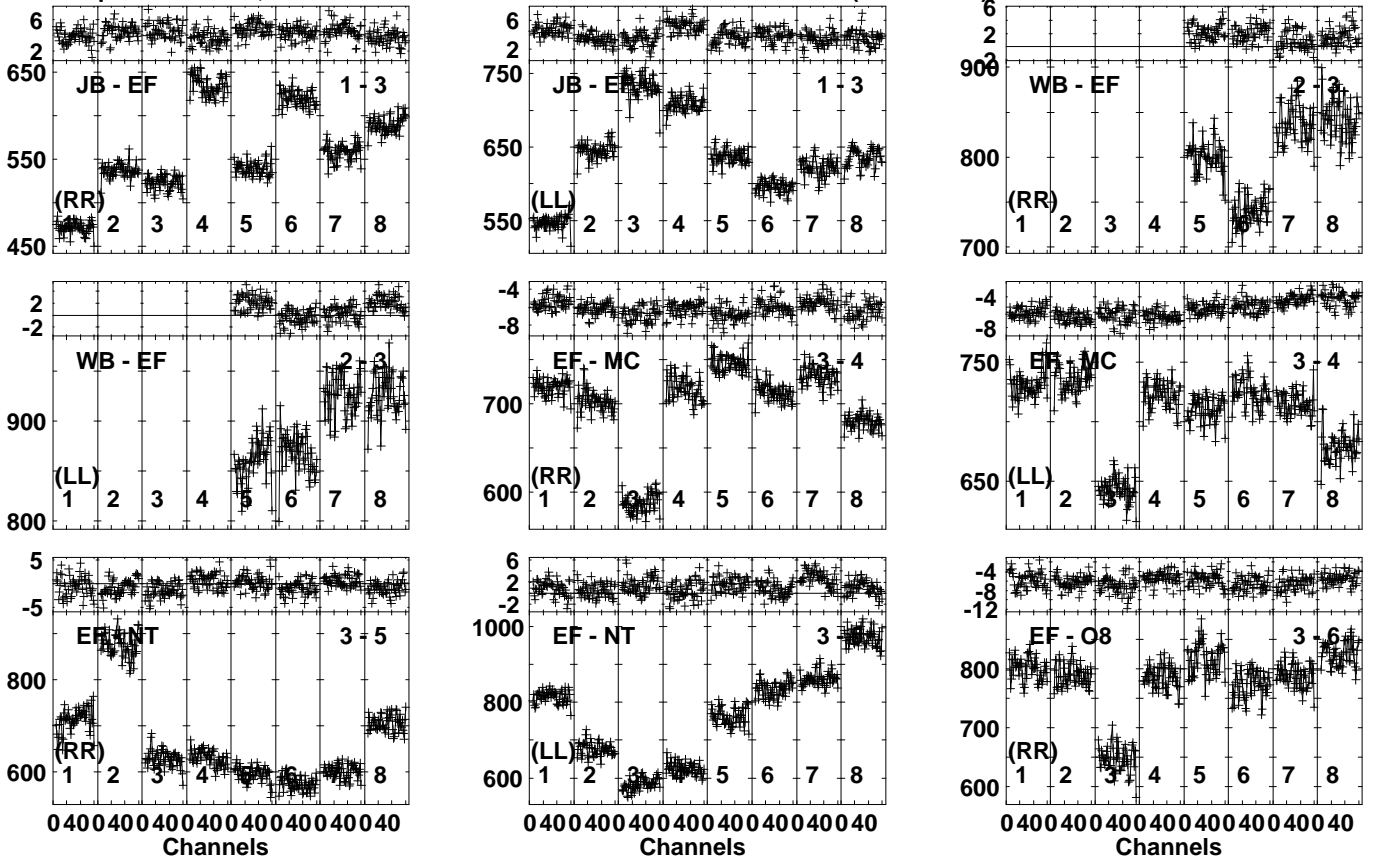 6 2 650 550 450
JB - EF 1 - 3
(RR)
1 2 3 4 5 6 7 8
6 2 750 650 550
JB - EF 1 - 3
(LL)
1 2 3 4 5 6 7 8
6 2 -2 900 800 700
WB - EF 2 - 3
(RR)
1 2 3 4 5 6 7 8
2 -2 900 800
WB - EF 2 - 3
(LL)
1 2 3 4 5 6 7 8
-4 -8 700 600
EF - MC 3 - 4
(RR)
1 2 3 4 5 6 7 8
-4 -8 750 650
EF - MC 3 - 4
(LL)
1 2 3 4 5 6 7 8
5 -5 800 600
EF - NT 3 - 5
(RR)
1 2 3 4 5 6 7 8
0 40 0 40 0 40 0 40 0 40 0 40 0 40 0 40
Channels
6 2 -2 1000 800 600
EF - NT 3 - 5
(LL)
1 2 3 4 5 6 7 8
0 40 0 40 0 40 0 40 0 40 0 40 0 40 0 40
Channels
-4 -8 -12 800 700 600
EF - O8 3 - 6
(RR)
1 2 3 4 5 6 7 8
0 40 0 40 0 40 0 40 0 40 0 40 0 40 0 40
Channels